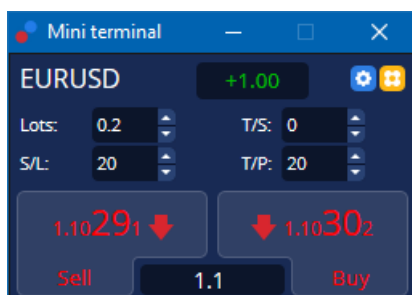 Mini terminal
EURUSD +1.00
Lots: 0.2 T/S: 0
S/L: 20 T/P: 20
1.10291 1.10302
Sell 1.1 Buy